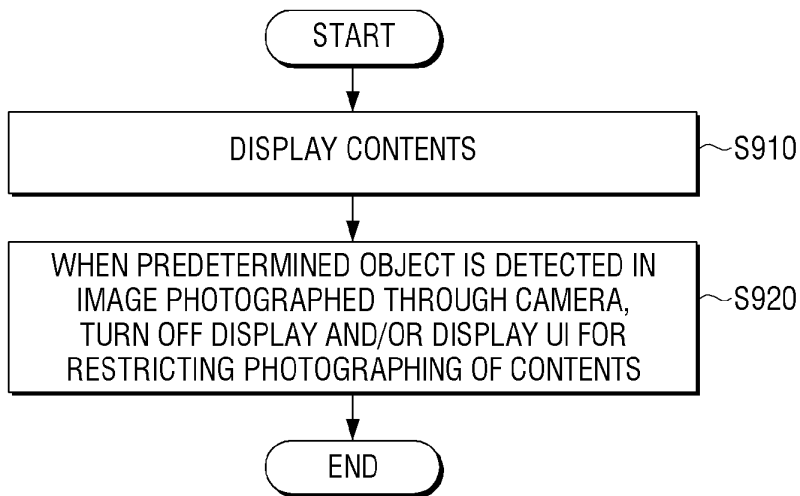 START
DISPLAY CONTENTS
S910
WHEN PREDETERMINED OBJECT IS DETECTED IN
IMAGE PHOTOGRAPHED THROUGH CAMERA,
TURN OFF DISPLAY AND/OR DISPLAY UI FOR
RESTRICTING PHOTOGRAPHING OF CONTENTS
S920
END